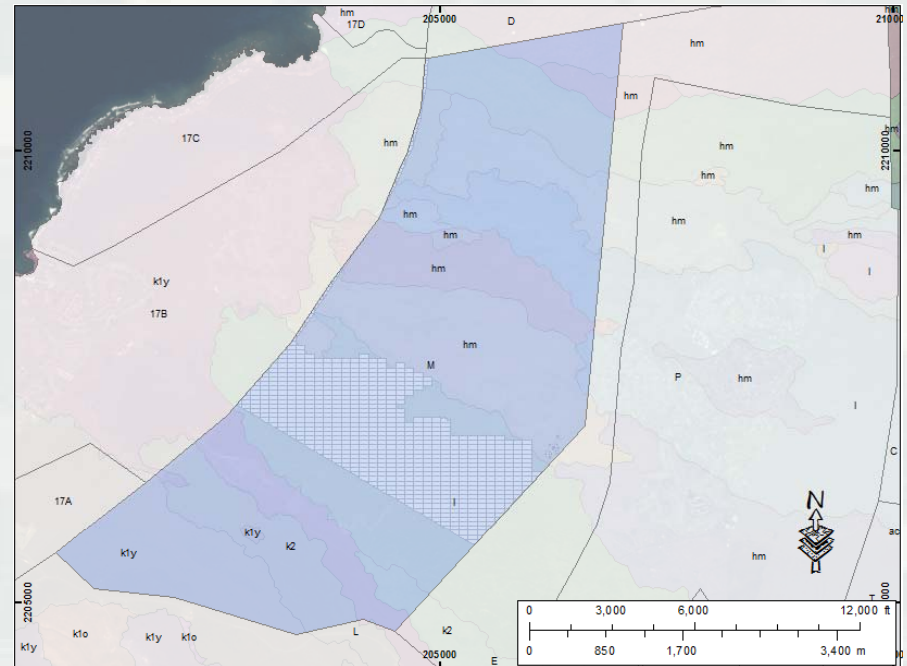 hm
17D
205000
D
210000
hm
hm
hm
17C
hm
hm
2210000
2210000
hm
hm
hm
hm
hm
hm
hm
l
l
k1y
17B
hm
M
P
hm
l
C
17A
l
N
k1y
k1y
k2
hm
ac
2205000
T
k1o
k1y
k1o
k1y
L
k2
205000
E
0 3,000 6,000 12,000 ft
0 850 1,700 3,400 m